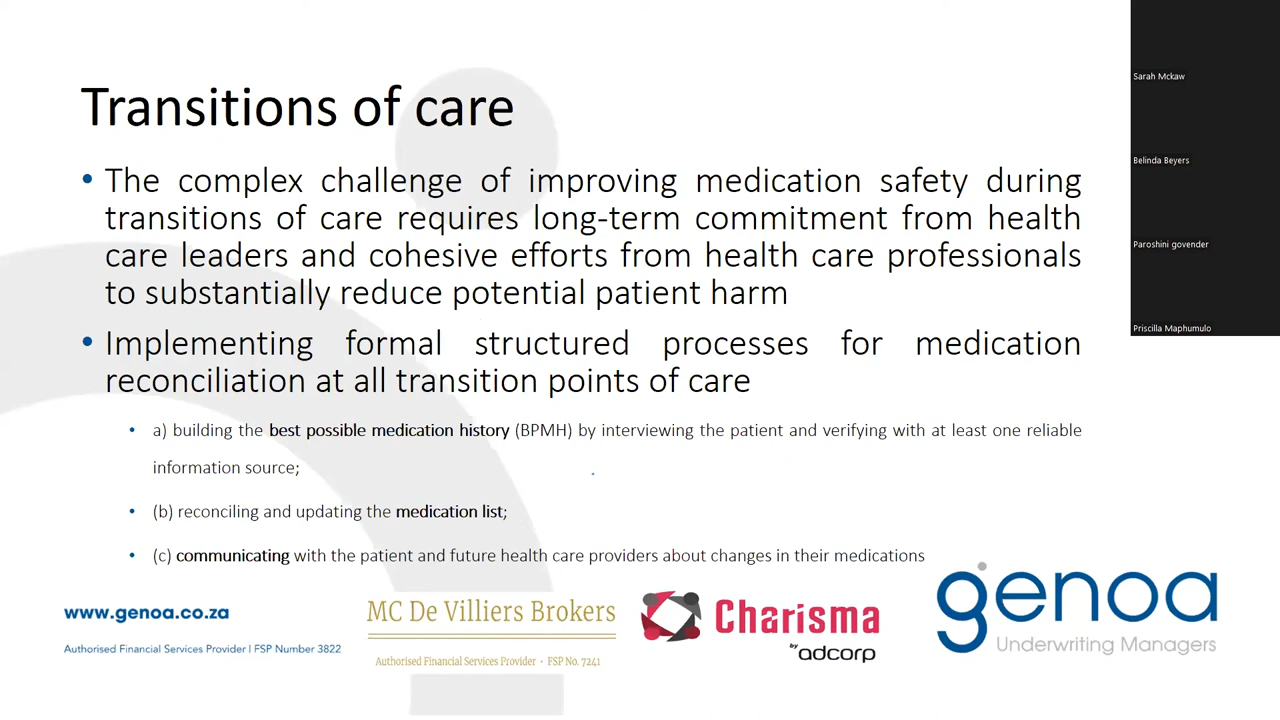 Transitions of care
• The complex challenge of improving medication safety during
transitions of care requires long-term commitment from health
care leaders and cohesive efforts from health care professionals
to substantially reduce potential patient harm
• Implementing formal structured processes for medication
reconciliation at all transition points of care
• a) building the best possible medication history (BPMH) by interviewing the patient and verifying with at least one reliable
information source;
• (b) reconciling and updating the medication list;
• (c) communicating with the patient and future health care providers about changes in their medications
www.genoa.co.za
Authorised Financial Services Provider | FSP Number 3822
MC De Villiers Brokers
Authorised Financial Services Provider • FSP No. 7241
Charisma
by adcorp
genoa
Underwriting Managers
Sarah Mckaw
Belinda Beyers
Paroshini govender
Priscilla Maphumulo